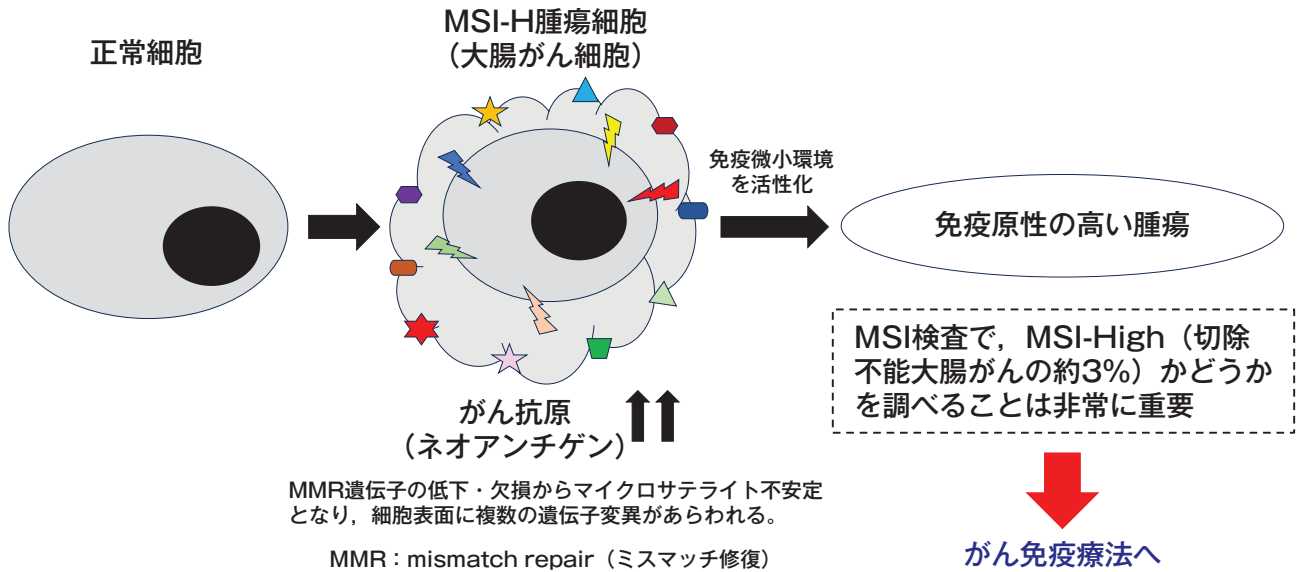 正常細胞
MSI-H腫瘍細胞
（大腸がん細胞）
免疫微小環境
を活性化
免疫原性の高い腫瘍
MSI検査で，MSI-High（切除
不能大腸がんの約3%）かどうか
を調べることは非常に重要
がん抗原
（ネオアンチゲン）
MMR遺伝子の低下・欠損からマイクロサテライト不安定
となり，細胞表面に複数の遺伝子変異があらわれる。
MMR：mismatch repair（ミスマッチ修復）
がん免疫療法へ